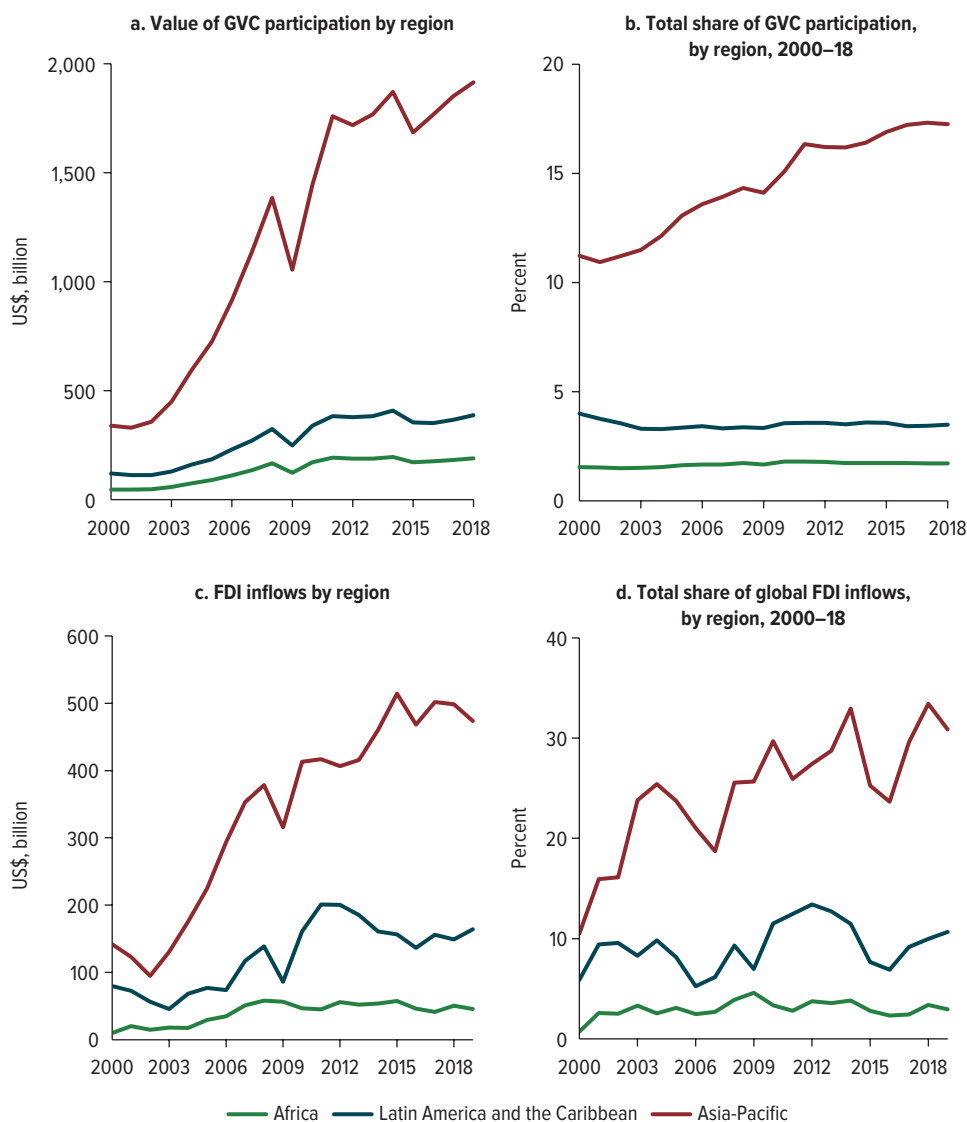 a. Value of GVC participation by region
2,000
1,500
1,000
500
0
US$, billion
2000 2003 2006 2009 2012 2015 2018
b. Total share of GVC participation,
by region, 2000–18
20
15
10
5
0
Percent
2000 2003 2006 2009 2012 2015 2018
c. FDI inflows by region
600
500
400
300
200
100
0
US$, billion
2000 2003 2006 2009 2012 2015 2018
d. Total share of global FDI inflows,
by region, 2000–18
40
30
20
10
0
Percent
2000 2003 2006 2009 2012 2015 2018
Africa Latin America and the Caribbean Asia-Pacific